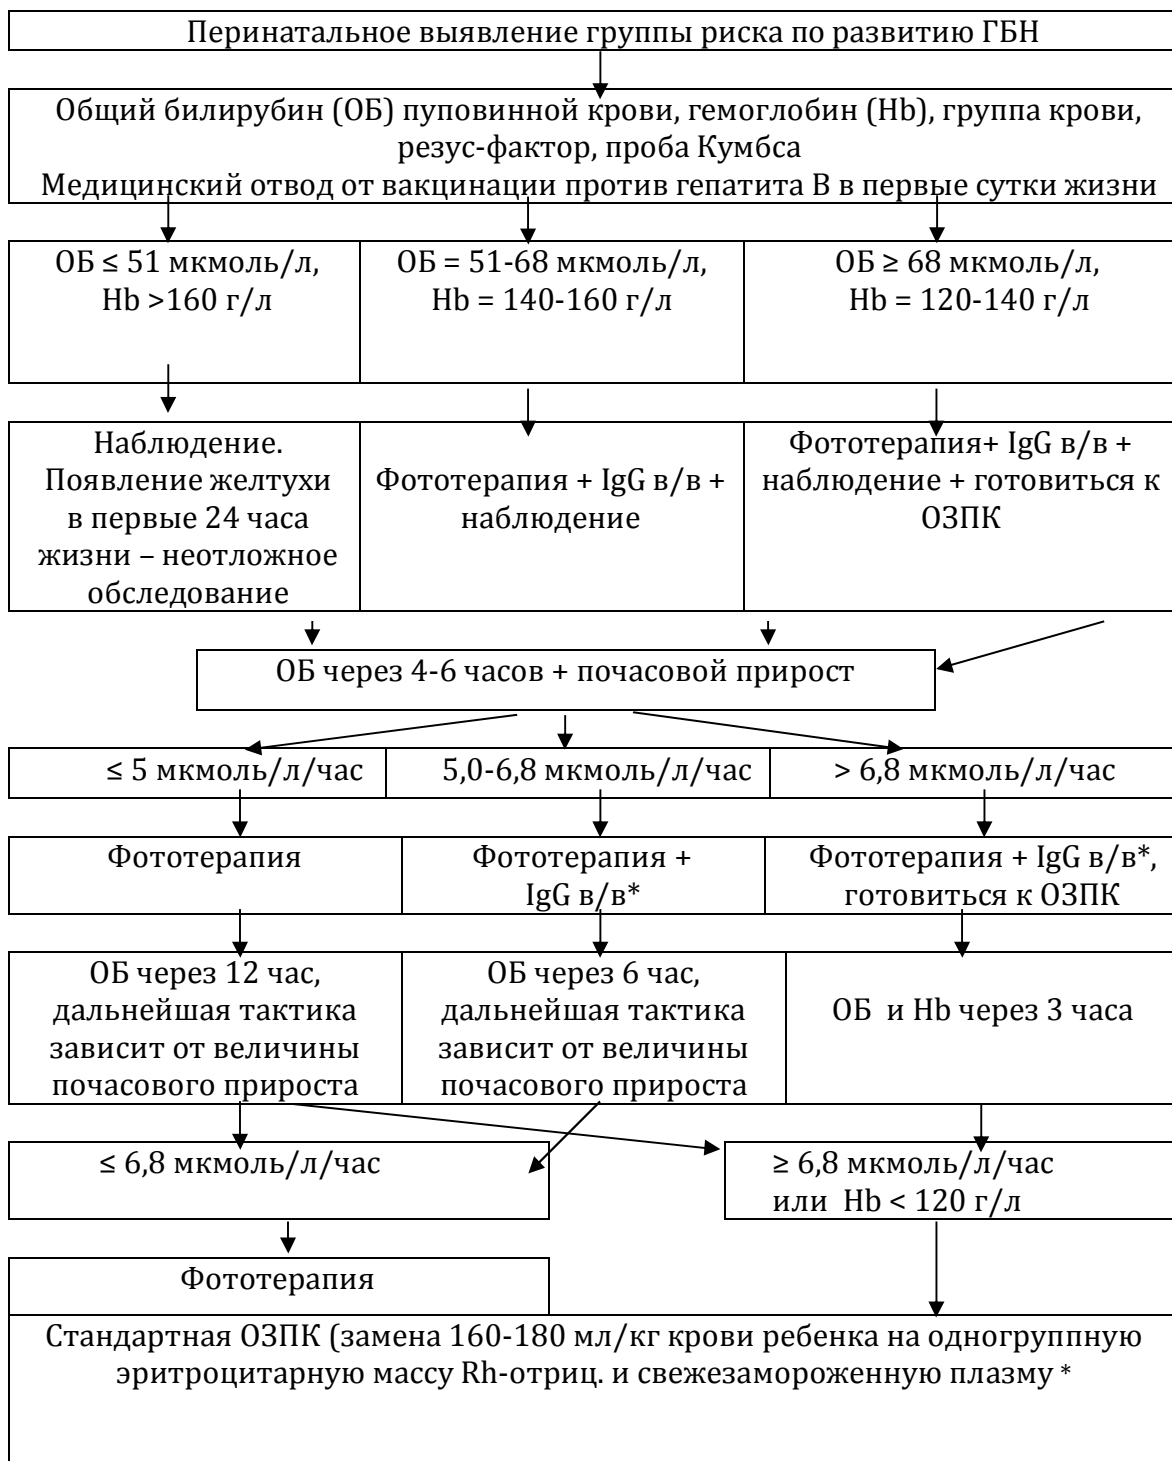 Перинатальное выявление группы риска по развитию ГБН
Общий билирубин (ОБ) пуповинной крови, гемоглобин (Hb), группа крови,
резус-фактор, проба Кумбса
Медицинский отвод от вакцинации против гепатита В в первые сутки жизни
ОБ ≤ 51 мкмоль/л,
Hb >160 г/л
ОБ = 51-68 мкмоль/л,
Hb = 140-160 г/л
ОБ ≥ 68 мкмоль/л,
Hb = 120-140 г/л
Наблюдение.
Появление желтухи
в первые 24 часа
жизни – неотложное
обследование
Фототерапия + IgG в/в +
наблюдение
Фототерапия+ IgG в/в +
наблюдение + готовиться к
ОЗПК
ОБ через 4-6 часов + почасовой прирост
≤ 5 мкмоль/л/час
5,0-6,8 мкмоль/л/час
> 6,8 мкмоль/л/час
Фототерапия
Фототерапия +
IgG в/в*
Фототерапия + IgG в/в*,
готовиться к ОЗПК
ОБ через 12 час,
дальнейшая тактика
зависит от величины
почасового прироста
ОБ через 6 час,
дальнейшая тактика
зависит от величины
почасового прироста
ОБ и Hb через 3 часа
≤ 6,8 мкмоль/л/час
≥ 6,8 мкмоль/л/час
или Hb < 120 г/л
Фототерапия
Стандартная ОЗПК (замена 160-180 мл/кг крови ребенка на одногруппную
эритроцитарную массу Rh-отриц. и свежезамороженную плазму *